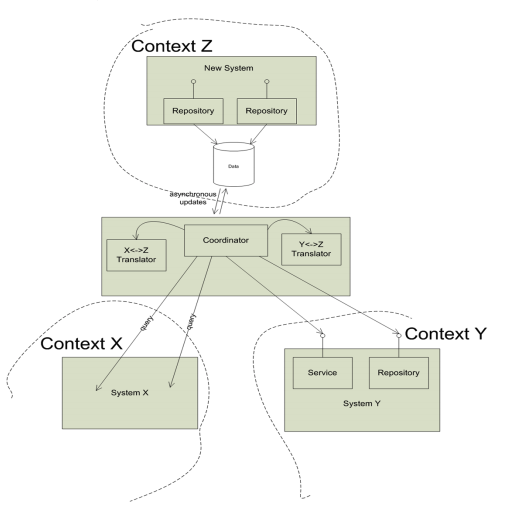 Context Z
New System
Repository
Repository
Data
asynchronous
updates
Coordinator
X<->Z
Translator
Y<->Z
Translator
query
query
Context X
Context Y
System X
Service
Repository
System Y